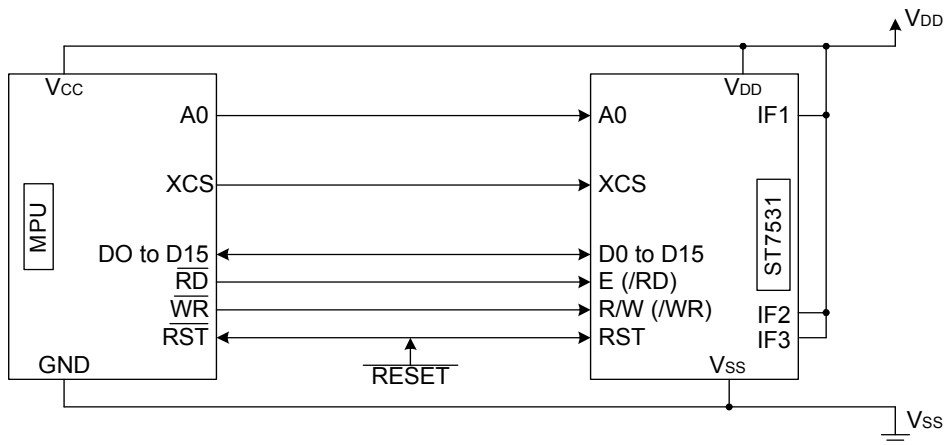 VDD
VCC
VDD
A0
A0
IF1
XCS
XCS
MPU
ST7531
DO to D15
D0 to D15
RD
E (/RD)
WR
R/W (/WR)
IF2
RST
RST
IF3
GND
RESET
VSS
VSS